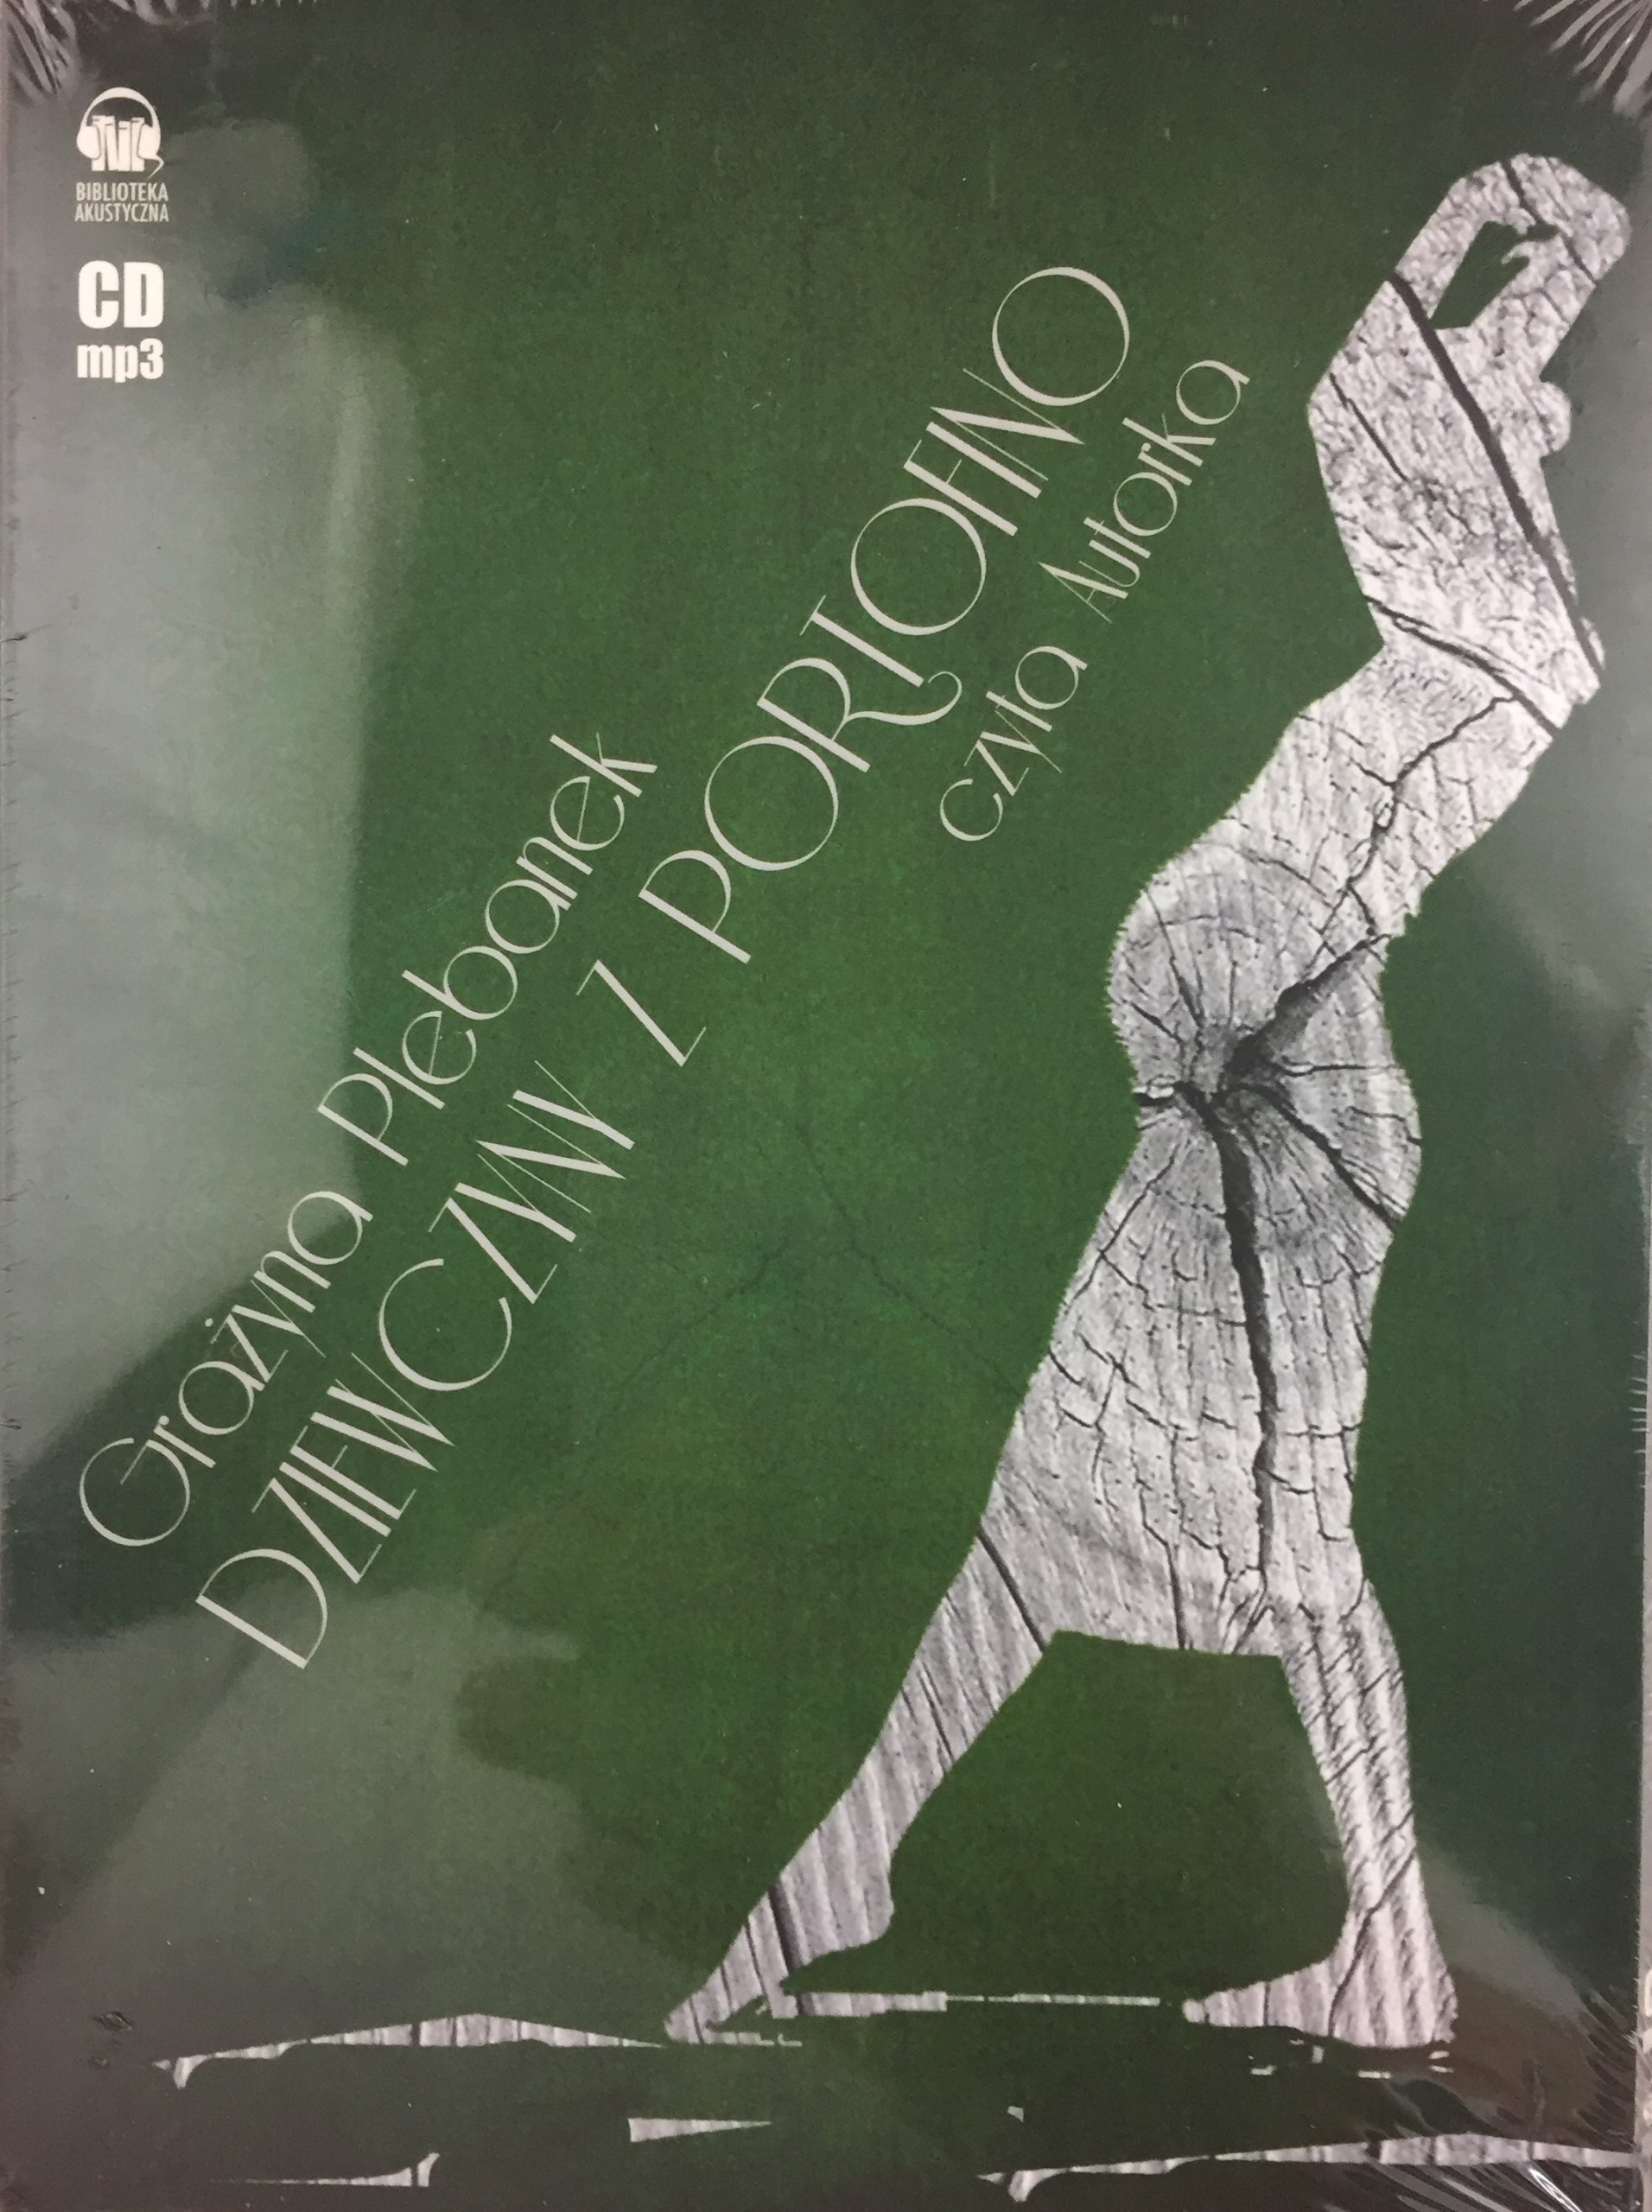 BIBLIOTEKA
AKUSTYCZNA
CD
mp3
Grażyna Plebanek
DZIEWCZYNY Z PORTOFINO
czyta Autorka